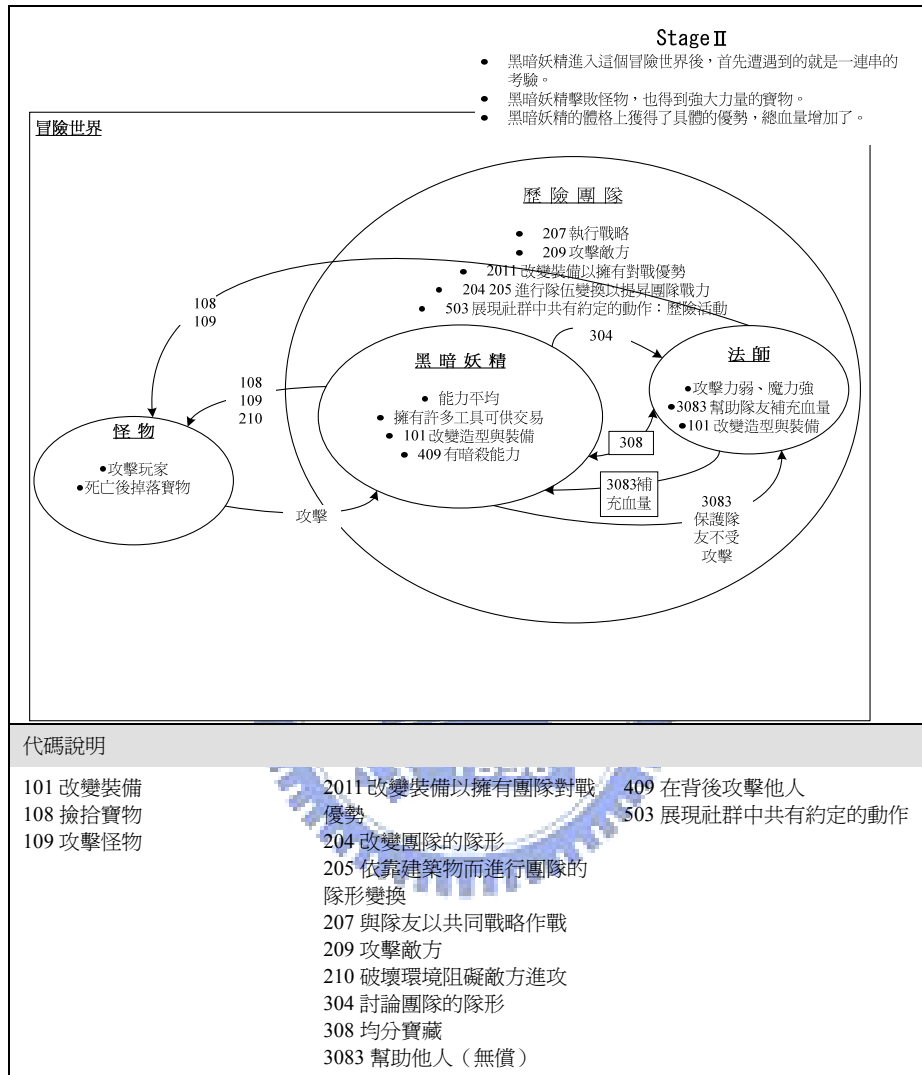 Stage II
● 黑暗妖精進入這個冒險世界後，首先遭遇到的就是一連串的
考驗。
● 黑暗妖精擊敗怪物，也得到強大力量的寶物。
● 黑暗妖精的體格上獲得了具體的優勢，總血量增加了。
冒險世界
歷險團隊
● 207 執行戰略
● 209 攻擊敵方
● 2011 改變裝備以擁有對戰優勢
● 204 205 進行隊伍變換以提昇團隊戰力
● 503 展現社群中共有約定的動作：歷險活動
108
109
304
黑暗妖精
● 能力平均
● 擁有許多工具可供交易
● 101 改變造型與裝備
● 409 有暗殺能力
法師
●攻擊力弱、魔力強
●3083 幫助隊友補充血量
●101 改變造型與裝備
108
109
210
怪物
●攻擊玩家
●死亡後掉落寶物
308
3083補
充血量
攻擊
3083
保護隊
友不受
攻擊
代碼說明
101 改變裝備
108 撿拾寶物
109 攻擊怪物
2011 改變裝備以擁有團隊對戰
優勢
204 改變團隊的隊形
205 依靠建築物而進行團隊的
隊形變換
207 與隊友以共同戰略作戰
209 攻擊敵方
210 破壞環境阻礙敵方進攻
304 討論團隊的隊形
308 均分寶藏
3083 幫助他人（無償）
409 在背後攻擊他人
503 展現社群中共有約定的動作